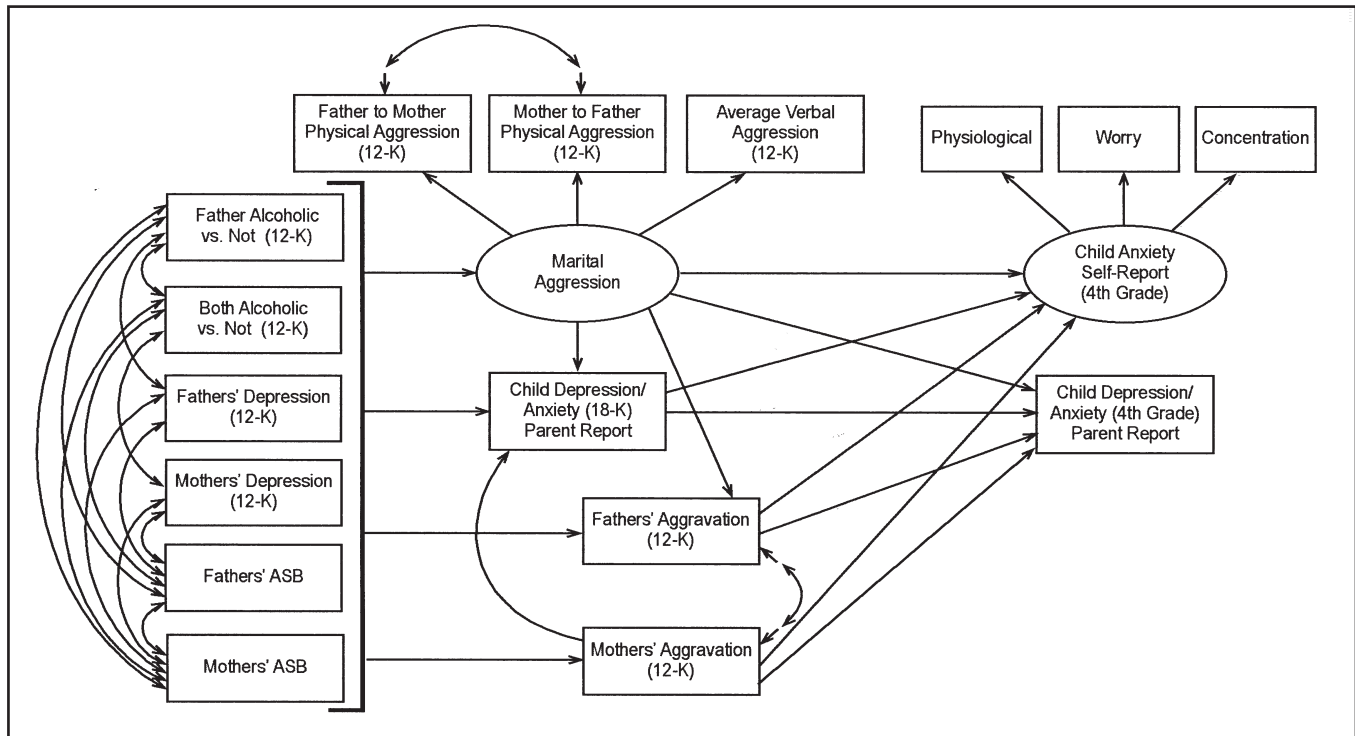 Father to Mother
Physical Aggression
(12-K)
Mother to Father
Physical Aggression
(12-K)
Average Verbal
Aggression
(12-K)
Physiological
Worry
Concentration
Father Alcoholic
vs. Not (12-K)
Both Alcoholic
vs. Not (12-K)
Fathers' Depression
(12-K)
Mothers' Depression
(12-K)
Fathers' ASB
Mothers' ASB
Marital
Aggression
Child Anxiety
Self-Report
(4th Grade)
Child Depression/
Anxiety (18-K)
Parent Report
Child Depression/
Anxiety (4th Grade)
Parent Report
Fathers' Aggravation
(12-K)
Mothers' Aggravation
(12-K)